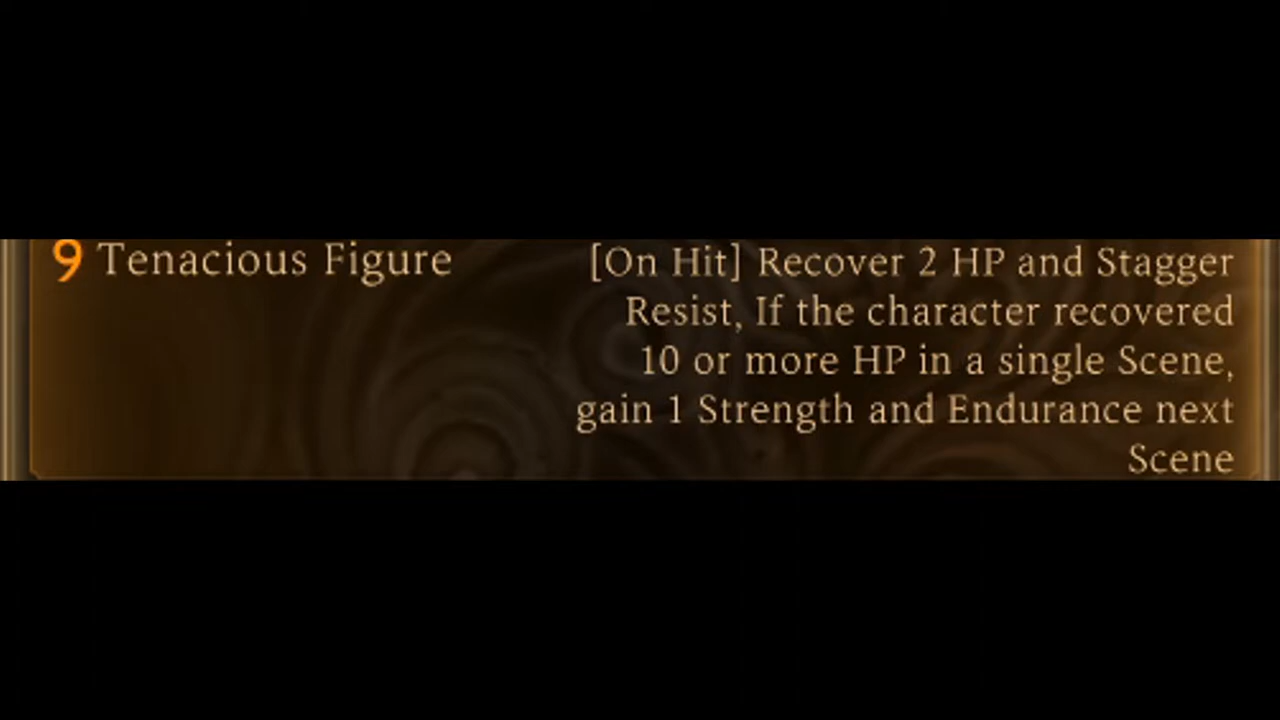 9 Tenacious Figure
[On Hit] Recover 2 HP and Stagger
Resist, If the character recovered
10 or more HP in a single Scene,
gain 1 Strength and Endurance next
Scene